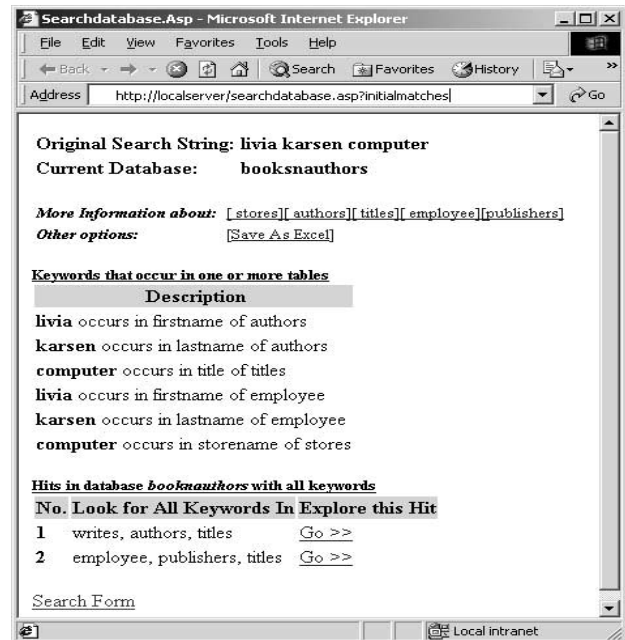 Searchdatabase.Asp - Microsoft Internet Explorer
File Edit View Favorites Tools Help
Back Search Favorites History »
Address http://localserver/searchdatabase.asp?initialmatches Go
Original Search String: livia karsen computer
Current Database: booksnauthors
More Information about: [ stores][ authors][ titles][ employee][publishers]
Other options: [Save As Excel]
Keywords that occur in one or more tables
Description
livia occurs in firstname of authors
karsen occurs in lastname of authors
computer occurs in title of titles
livia occurs in firstname of employee
karsen occurs in lastname of employee
computer occurs in storename of stores
Hits in database booknauthors with all keywords
No. Look for All Keywords In Explore this Hit
1 writes, authors, titles Go >>
2 employee, publishers, titles Go >>
Search Form
Local intranet